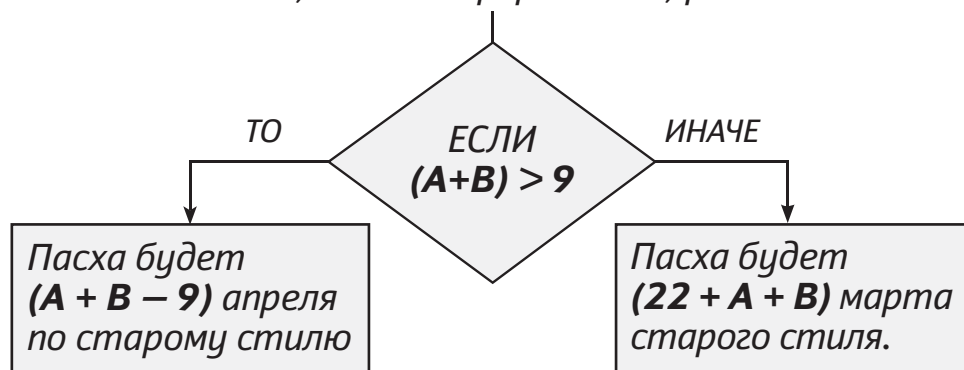 ТО
ЕСЛИ
(А+В) > 9
ИНАЧЕ
Пасха будет
(А + В – 9) апреля
по старому стилю
Пасха будет
(22 + А + В) марта
старого стиля.